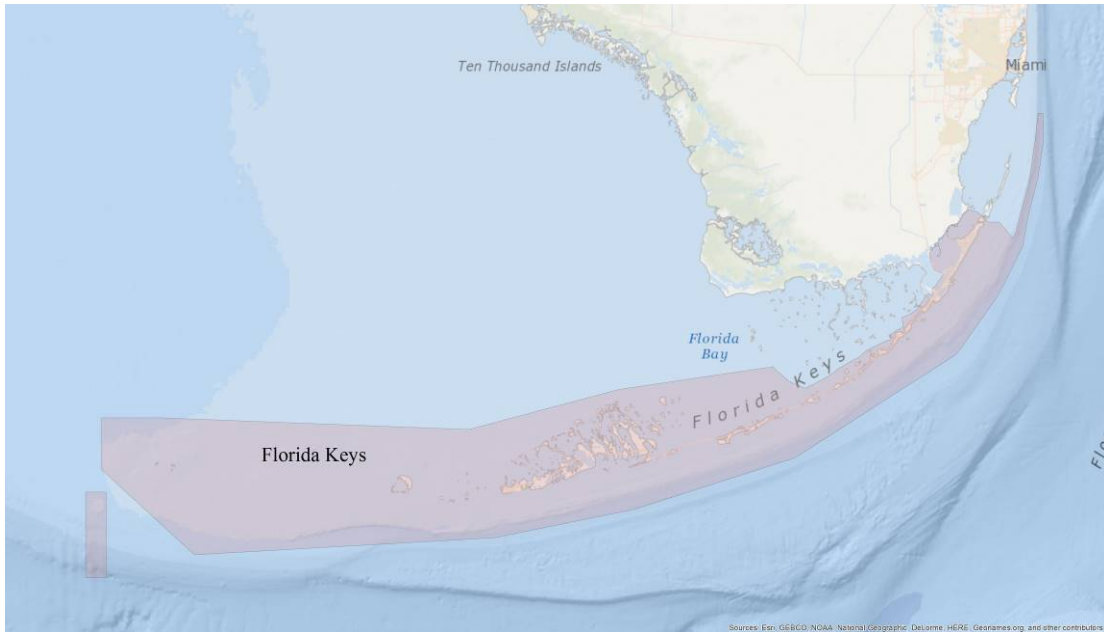 Ten Thousand Islands
Miami
Florida
Bay
Florida Keys
Florida Keys
Flo
Sources: Esri, GEBCO, NOAA, National Geographic, DeLorme, HERE, Geonames.org, and other contributors